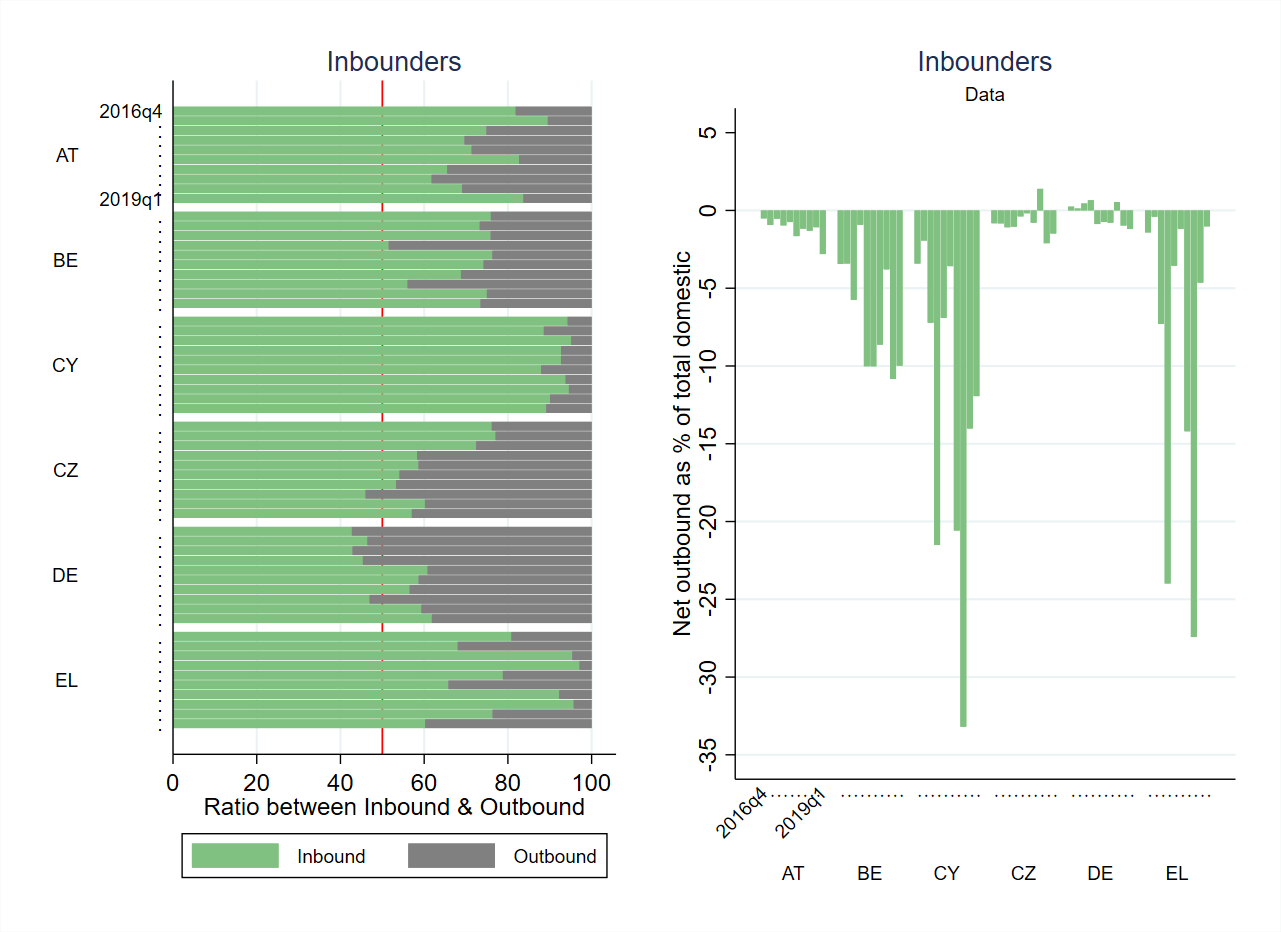 Inbounders
2016q4
AT
2019q1
BE
CY
CZ
DE
EL
0 20 40 60 80 100
Ratio between Inbound & Outbound
Inbound Outbound
Inbounders
Data
Net outbound as % of total domestic
5
0
-5
-10
-15
-20
-25
-30
-35
2016q4 2019q1
AT BE CY CZ DE EL